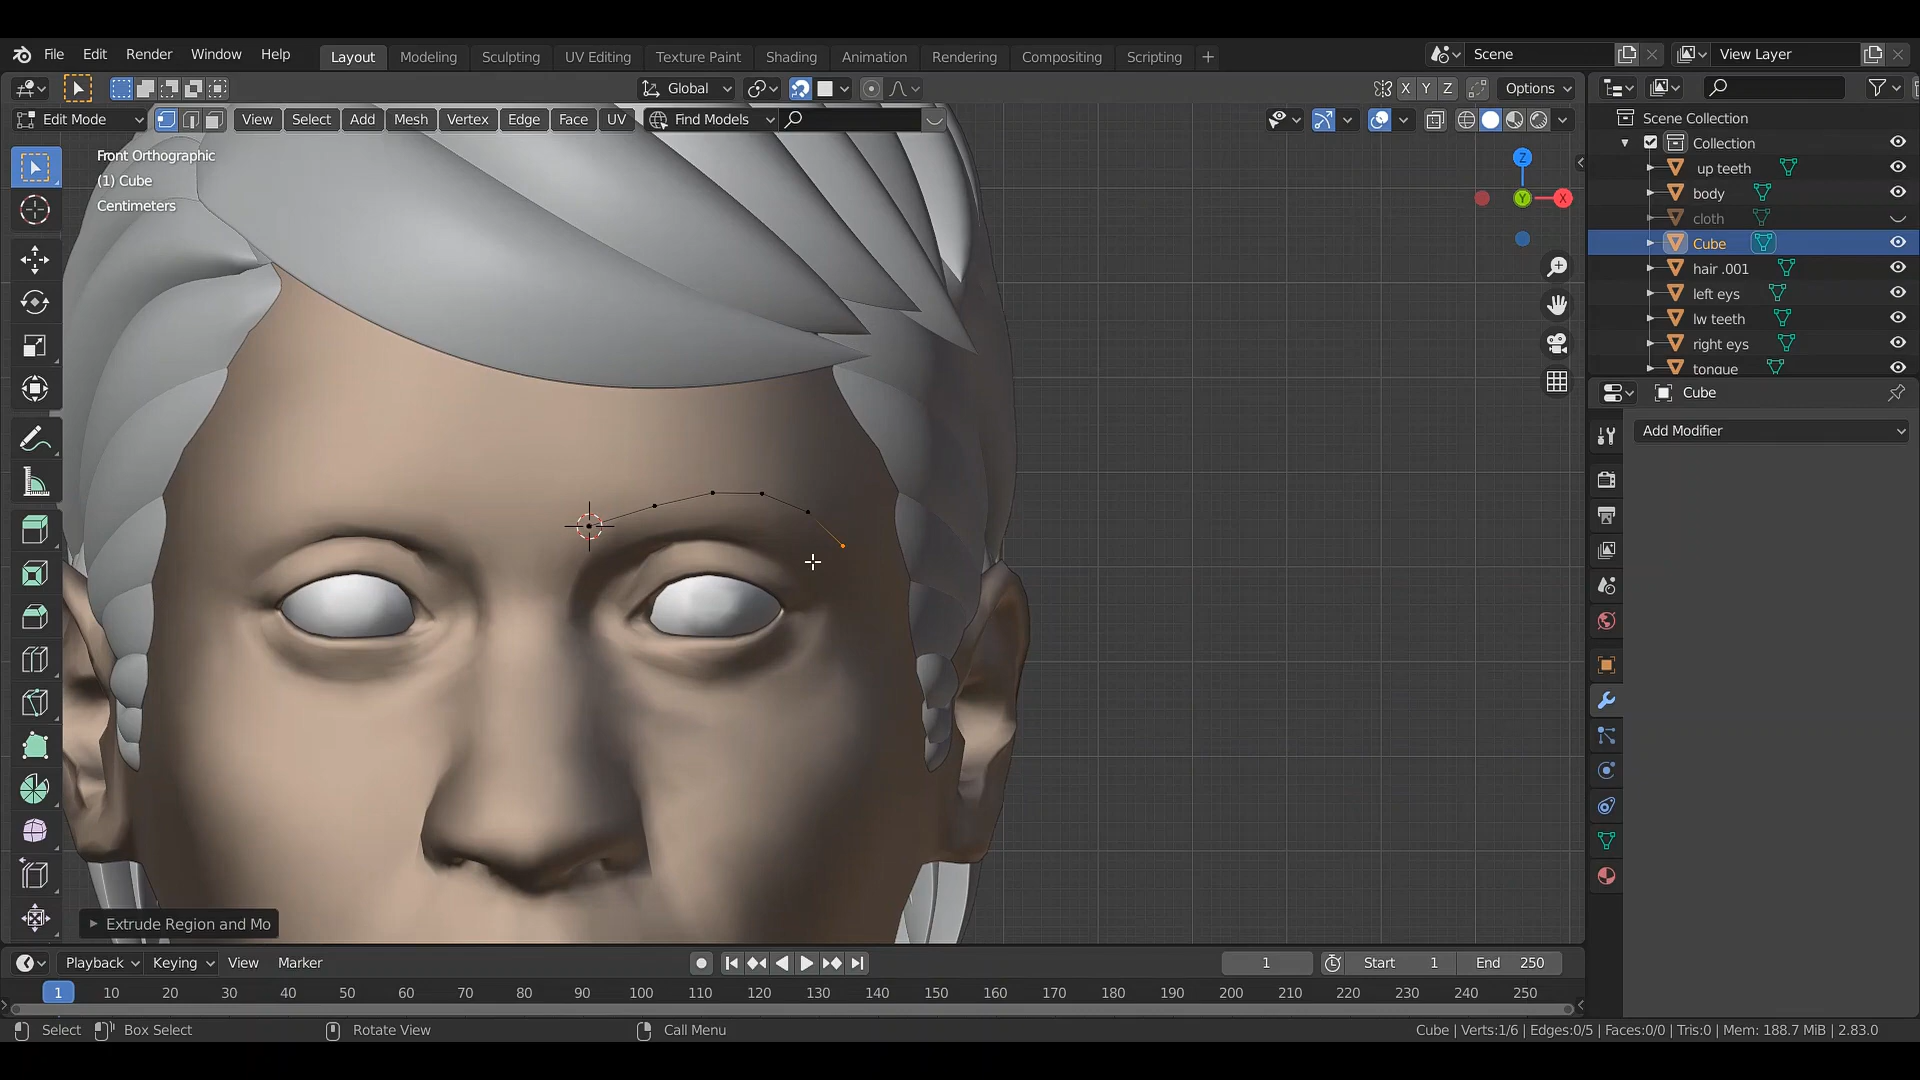 File Edit Render Window Help Layout Modeling Sculpting UV Editing Texture Paint Shading Animation Rendering Compositing Scripting + Scene View Layer
Global X Y Z Options
Edit Mode View Select Add Mesh Vertex Edge Face UV Find Models
Front Orthographic
(1) Cube
Centimeters
Z
Y
X
Scene Collection
Collection
up teeth
body
cloth
Cube
hair .001
left eys
lw teeth
right eys
tongue
Cube
Add Modifier
Extrude Region and Mo
Playback Keying View Marker 1 Start 1 End 250
1 10 20 30 40 50 60 70 80 90 100 110 120 130 140 150 160 170 180 190 200 210 220 230 240 250
Select Box Select Rotate View Call Menu Cube | Verts:1/6 | Edges:0/5 | Faces:0/0 | Tris:0 | Mem: 188.7 MiB | 2.83.0